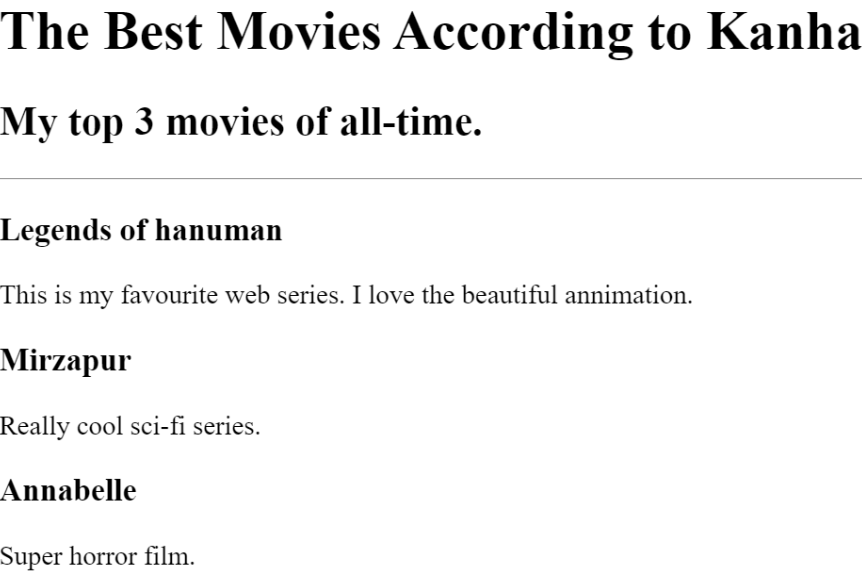 The Best Movies According to Kanha
My top 3 movies of all-time.
Legends of hanuman
This is my favourite web series. I love the beautiful annimation.
Mirzapur
Really cool sci-fi series.
Annabelle
Super horror film.